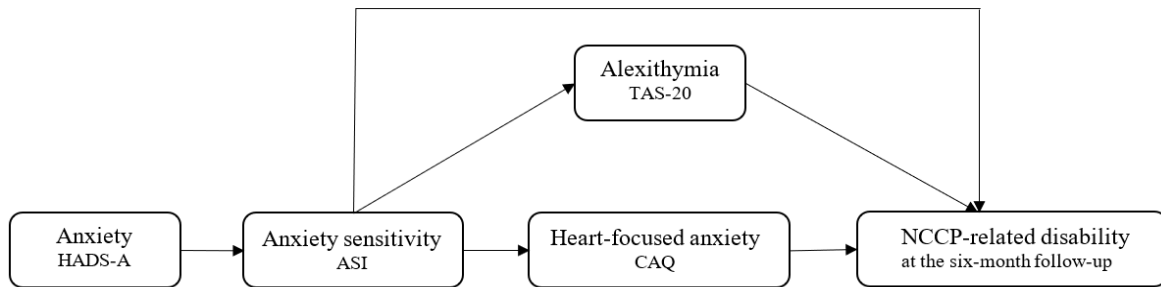 Alexithymia
TAS-20
Anxiety
HADS-A
Anxiety sensitivity
ASI
Heart-focused anxiety
CAQ
NCCP-related disability
at the six-month follow-up